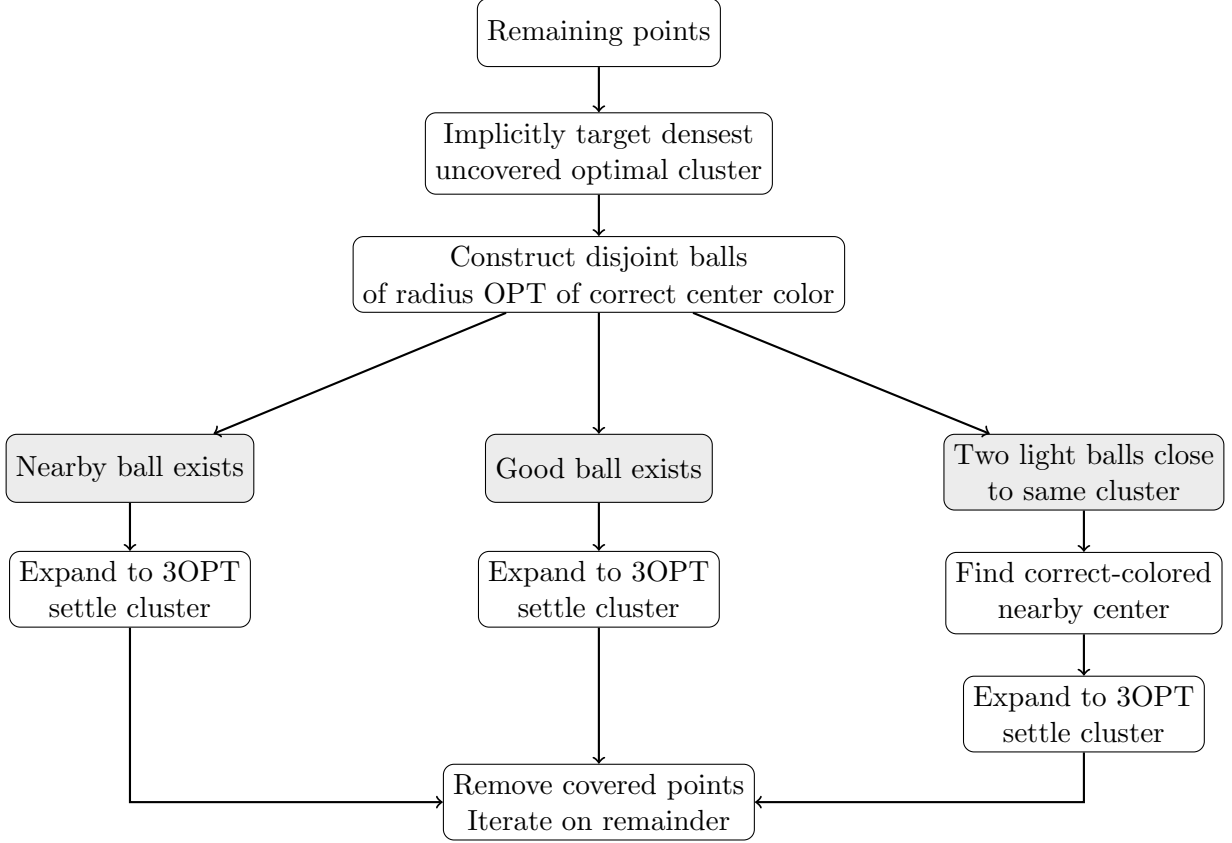 Remaining points
Implicitly target densest
uncovered optimal cluster
Construct disjoint balls
of radius OPT of correct center color
Nearby ball exists
Good ball exists
Two light balls close
to same cluster
Expand to 3OPT
settle cluster
Expand to 3OPT
settle cluster
Find correct-colored
nearby center
Expand to 3OPT
settle cluster
Remove covered points
Iterate on remainder